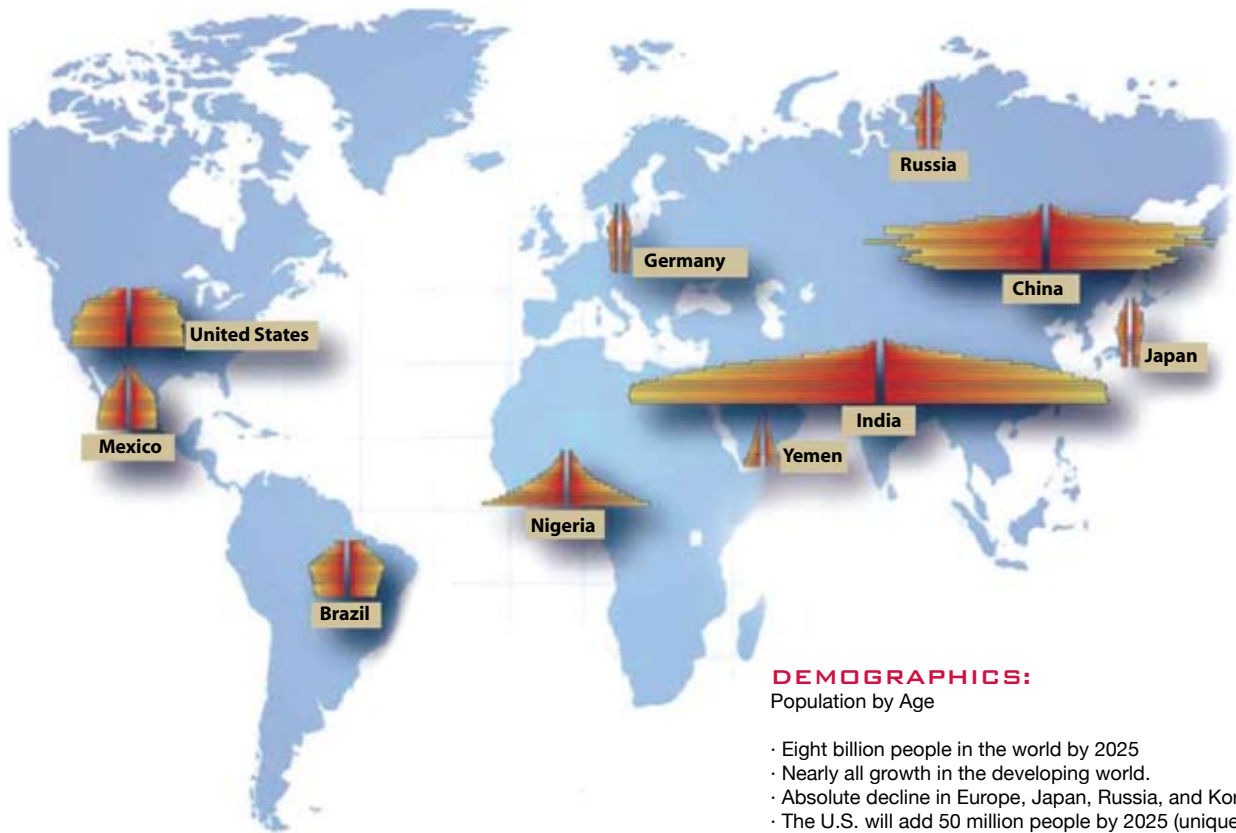 Russia
Germany
China
United States
Japan
India
Mexico
Yemen
Nigeria
Brazil
DEMOGRAPHICS:
Population by Age
· Eight billion people in the world by 2025
· Nearly all growth in the developing world.
· Absolute decline in Europe, Japan, Russia, and
· The U.S. will add 50 million people by 2025